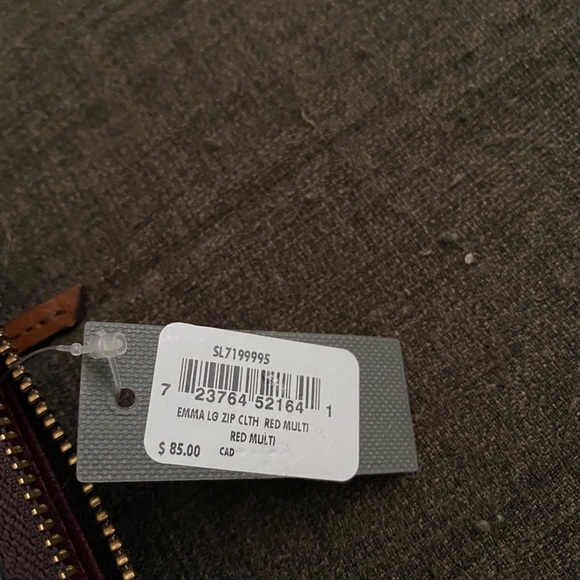 SL7199995
7 23764 52164 1
EMMA LG ZIP CLTH RED MULTI
RED MULTI
$ 85.00 CAD